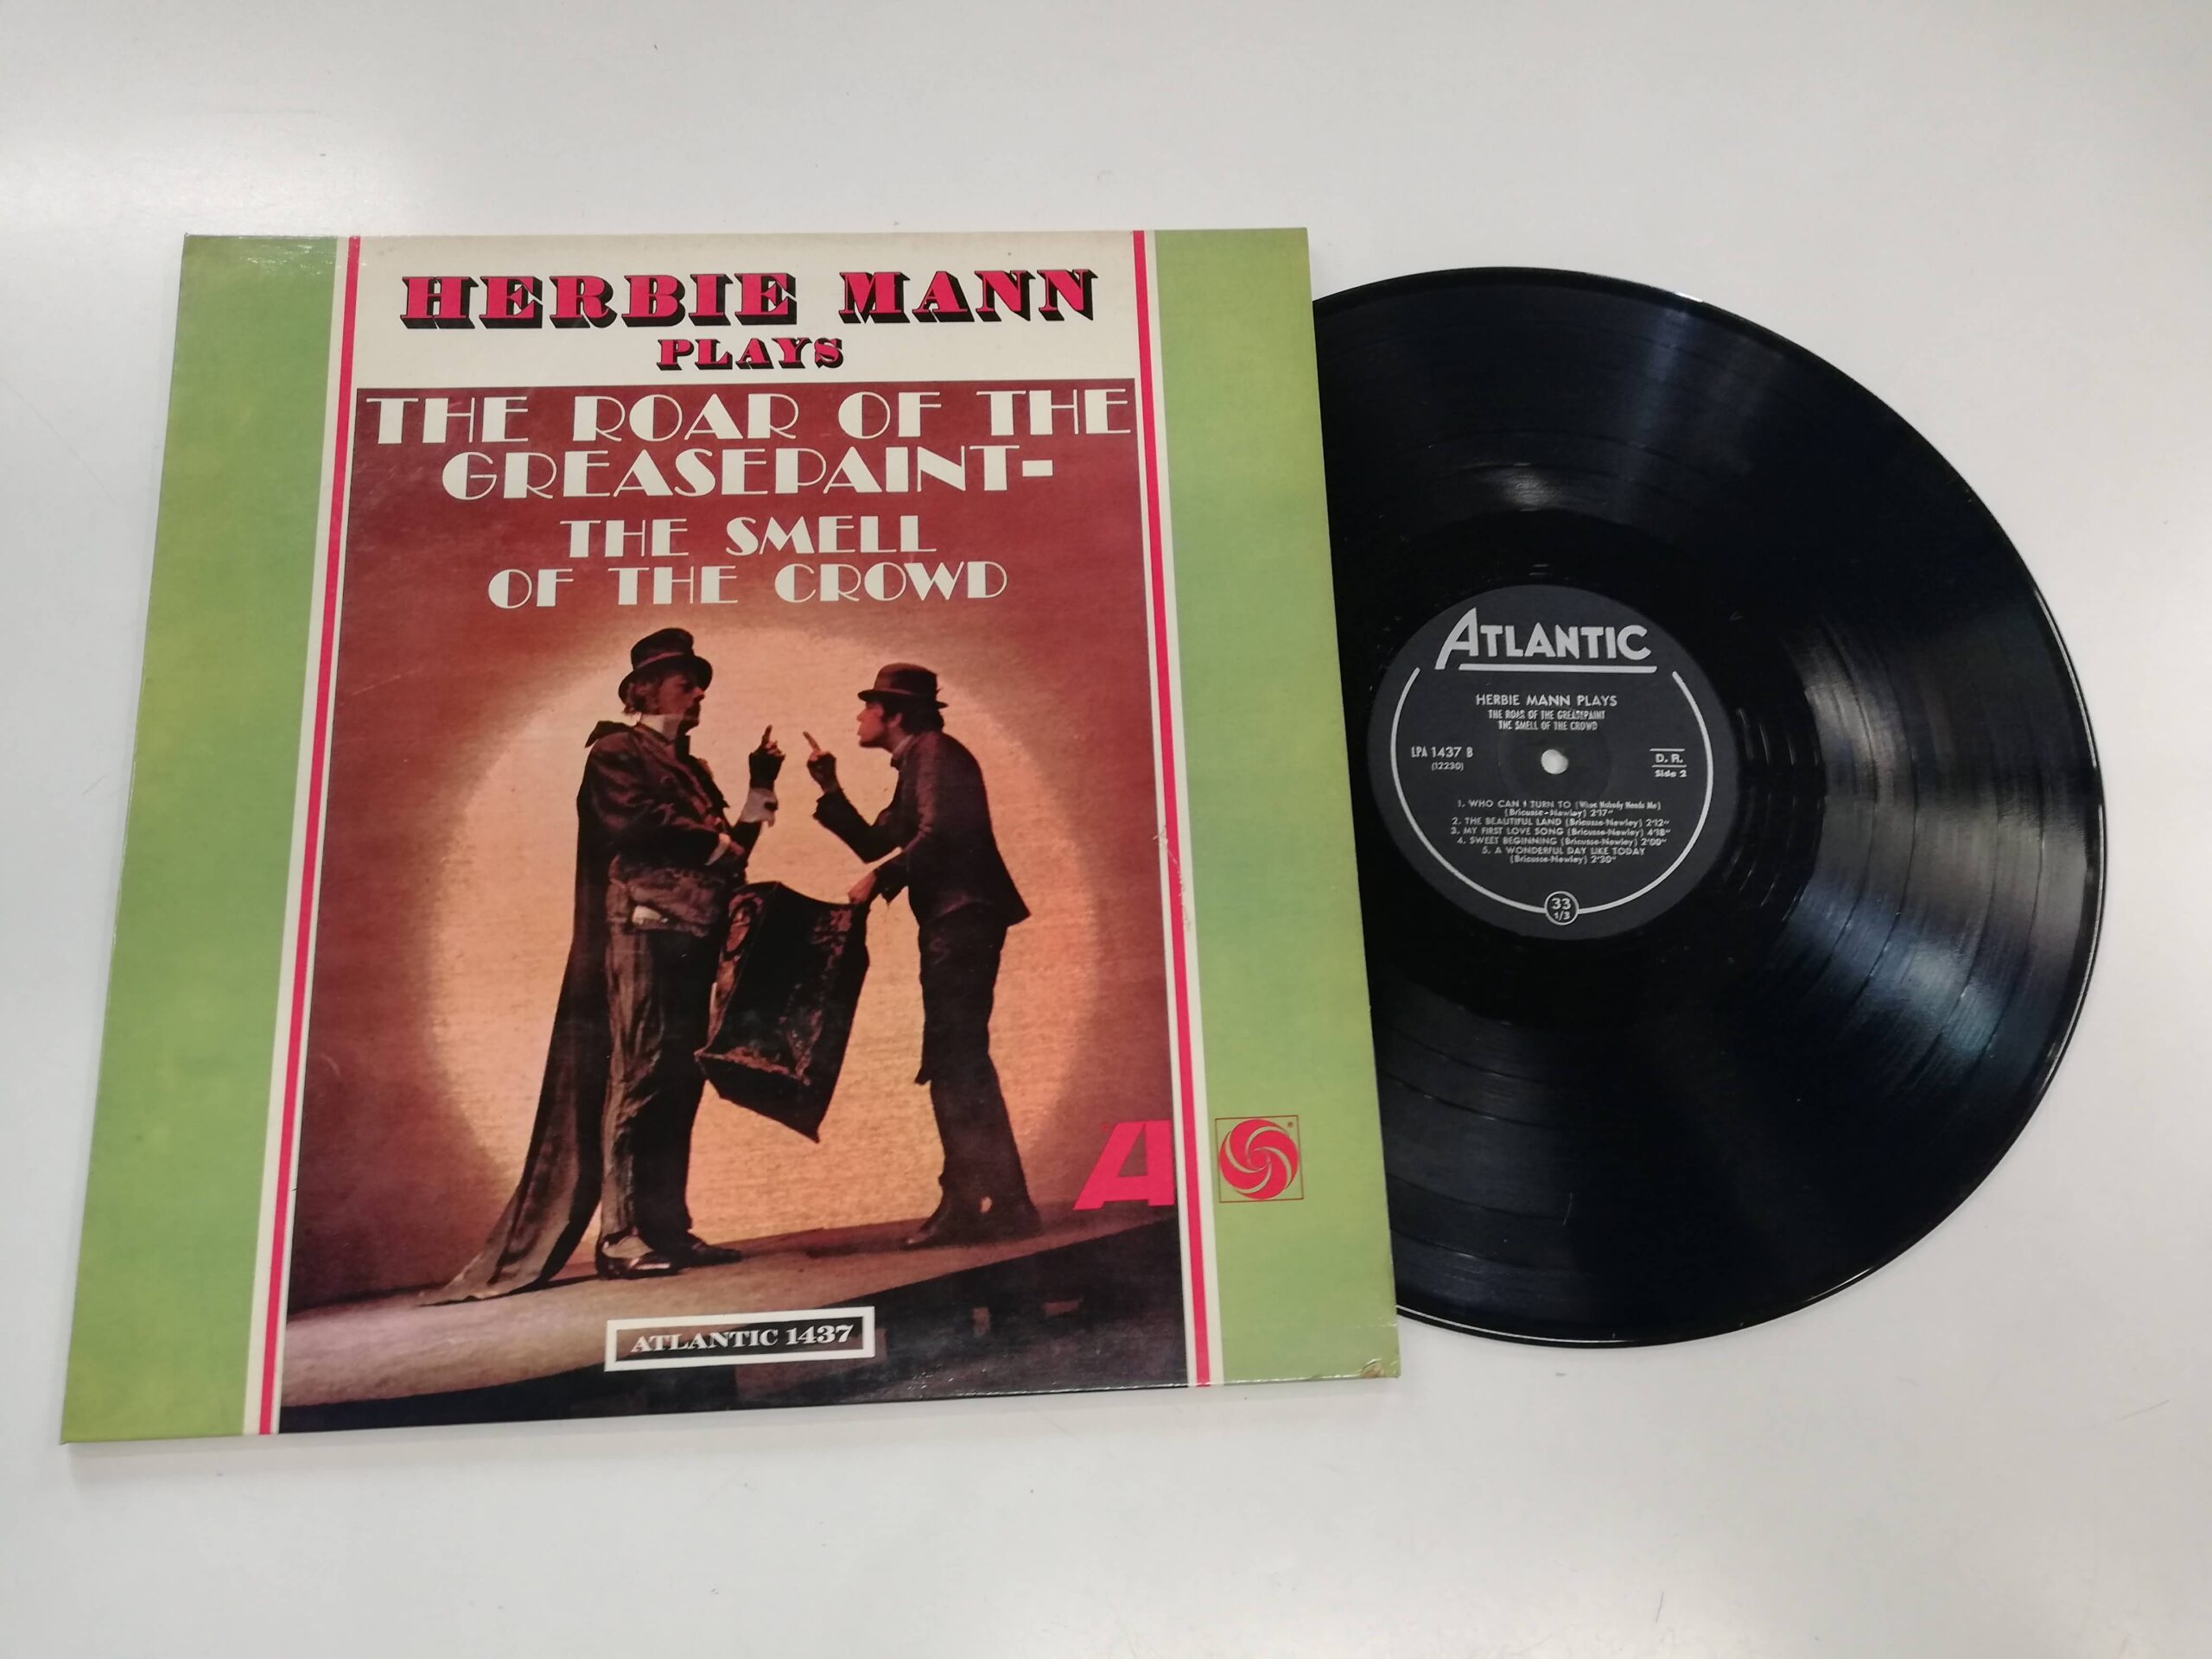 HERBIE MANN
PLAYS
THE ROAR OF THE
GREASEPAINT-
THE SMELL
OF THE CROWD
A
®
ATLANTIC 1437
ATLANTIC
HERBIE MANN PLAYS
THE ROAR OF THE GREASEPAINT
THE SMELL OF THE CROWD
LPA 1437 B
(12230)
D. R.
Side 2
1. WHO CAN I TURN TO (When Nobody Needs Me)
(Bricusse-Newley) 2'17"
2. THE BEAUTIFUL LAND (Bricusse-Newley) 2'12"
3. MY FIRST LOVE SONG (Bricusse-Newley) 4'18"
4. SWEET BEGINNING (Bricusse-Newley) 2'00"
5. A WONDERFUL DAY LIKE TODAY
(Bricusse-Newley) 2'30"
33
1/3